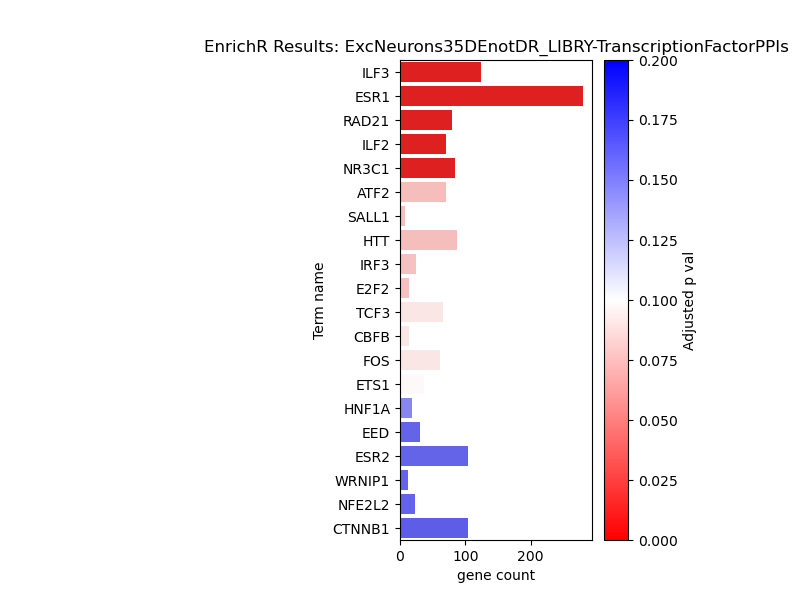 EnrichR Results: ExcNeurons35DEnotDR_LIBRY-TranscriptionFactorPPIs
Term name
ILF3
ESR1
RAD21
ILF2
NR3C1
ATF2
SALL1
HTT
IRF3
E2F2
TCF3
CBFB
FOS
ETS1
HNF1A
EED
ESR2
WRNIP1
NFE2L2
CTNNB1
0 100 200
gene count
0.200
0.175
0.150
0.125
0.100
0.075
0.050
0.025
0.000
Adjusted p val